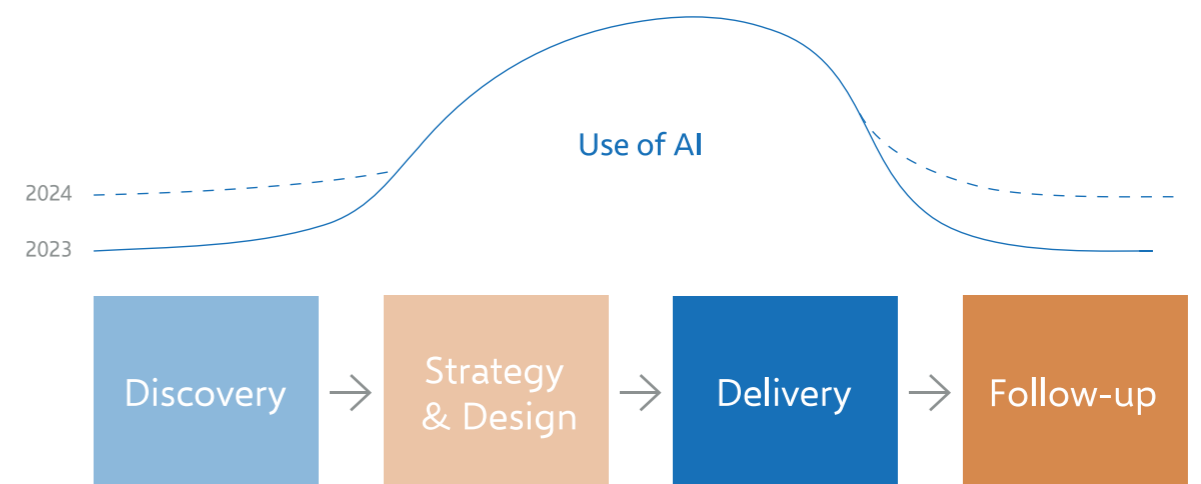 Use of AI
2024
2023
Discovery
Strategy
& Design
Delivery
Follow-up